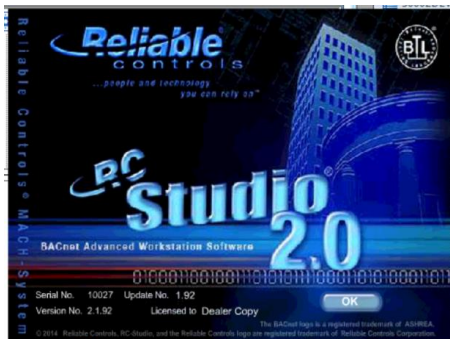 Reliable
controls
...people and technology
you can rely on™
BTL
Reliable Controls® MACH-System
RC
Studio®
2.0
BACnet Advanced Workstation Software
Serial No. 10027 Update No. 1.92
OK
Version No. 2.1.92 Licensed to Dealer Copy
The BACnet logo is a registered trademark of ASHREA.
© 2014 Reliable Controls, RC-Studio, and the Reliable Controls logo are registered trademark of Reliable Controls Corporation.